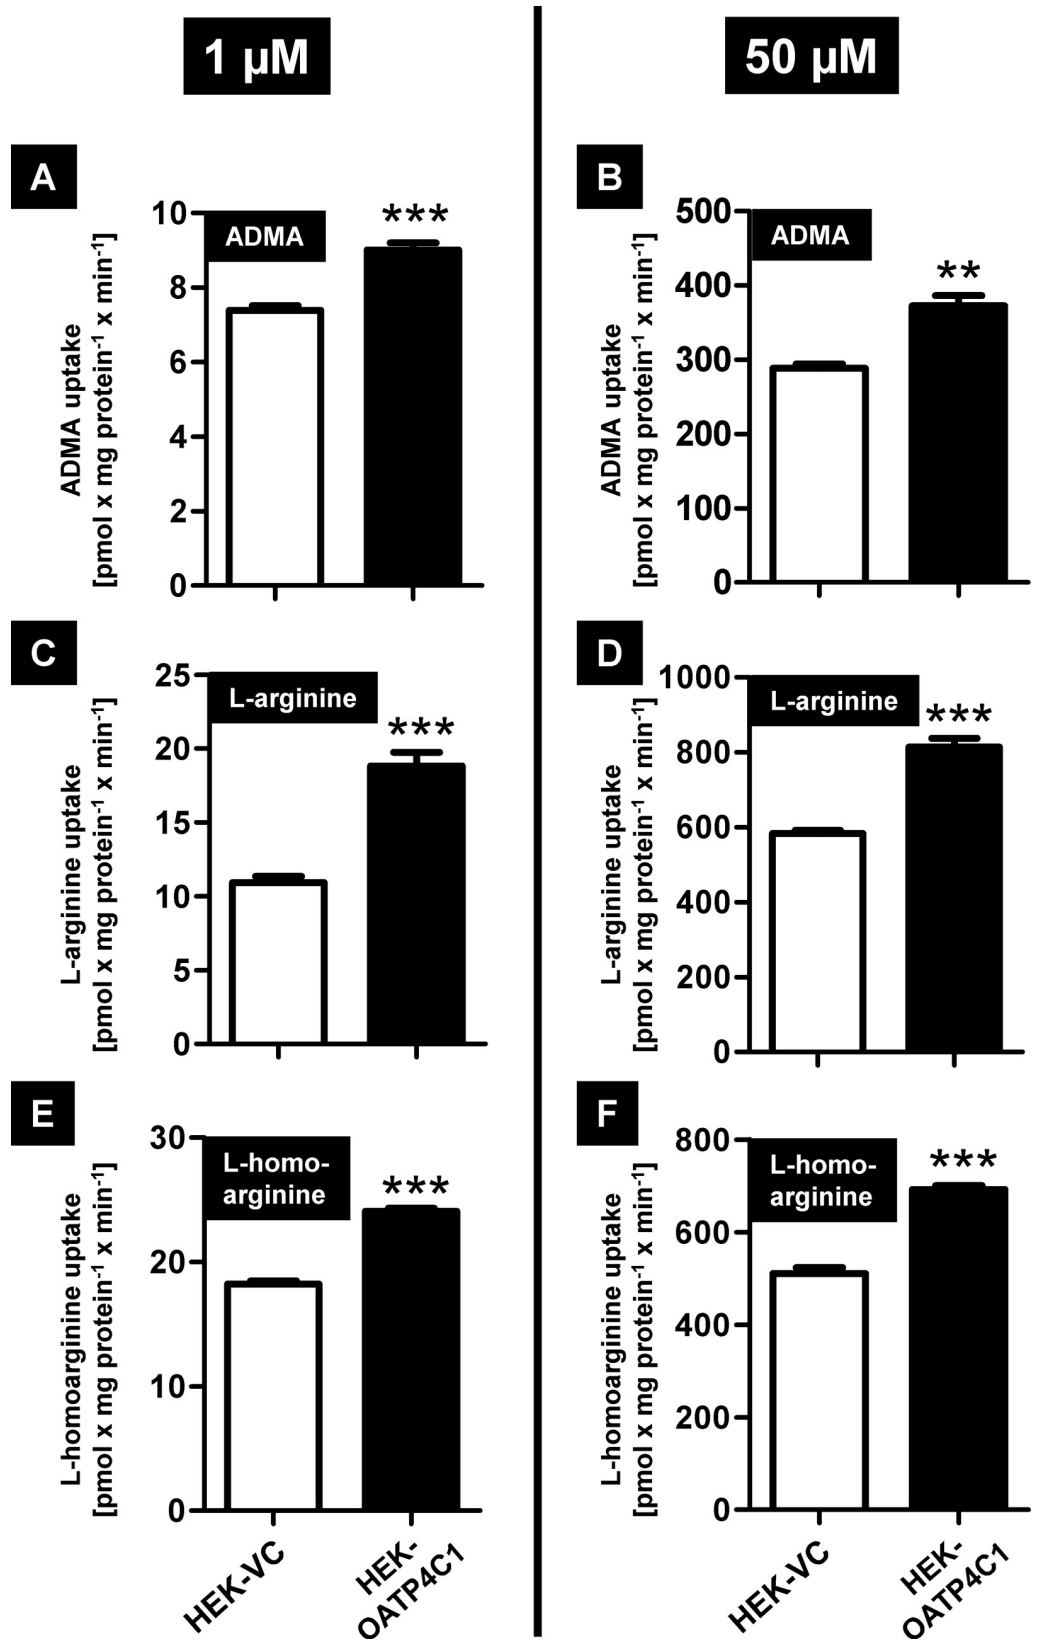 1 µM
50 µM
A
ADMA uptake
[pmol x mg protein⁻¹ x min⁻¹]
10
8
6
4
2
0
ADMA
***
B
ADMA uptake
[pmol x mg protein⁻¹ x min⁻¹]
500
400
300
200
100
0
ADMA
**
C
L-arginine uptake
[pmol x mg protein⁻¹ x min⁻¹]
25
20
15
10
5
0
L-arginine
***
D
L-arginine uptake
[pmol x mg protein⁻¹ x min⁻¹]
1000
800
600
400
200
0
L-arginine
***
E
L-homoarginine uptake
[pmol x mg protein⁻¹ x min⁻¹]
30
20
10
0
L-homo-
arginine
***
HEK-VC
HEK-
OATP4C1
F
L-homoarginine uptake
[pmol x mg protein⁻¹ x min⁻¹]
800
600
400
200
0
L-homo-
arginine
***
HEK-VC
HEK-
OATP4C1